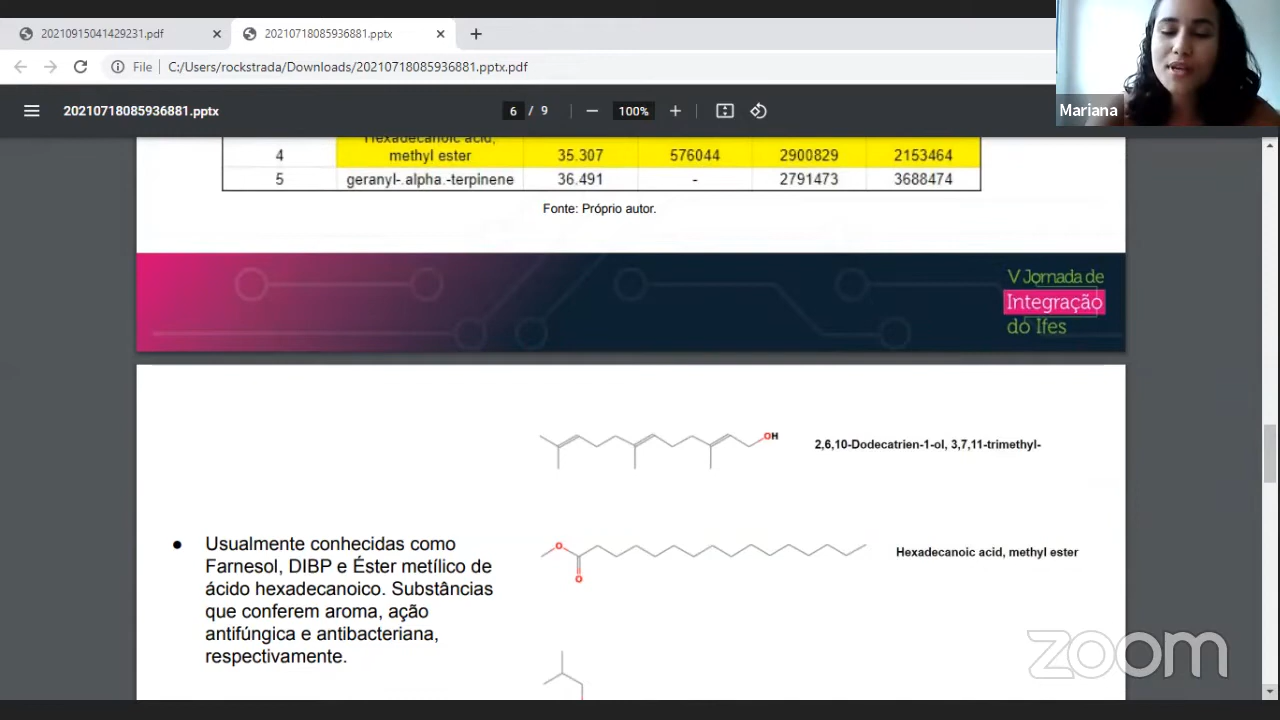 20210915041429231.pdf
20210718085936881.pptx
File
C:/Users/rockstrada/Downloads/20210718085936881.pptx.pdf
Mariana
20210718085936881.pptx
6 / 9
100%
4 Hexadecanoic acid, methyl ester 35.307 576044 2900829 2153464
5 geranyl-.alpha.-terpinene 36.491 - 2791473 3688474
Fonte: Próprio autor.
V Jornada de
Integração
do Ifes
OH
2,6,10-Dodecatrien-1-ol, 3,7,11-trimethyl-
Usualmente conhecidas como
Farnesol, DIBP e Éster metílico de
ácido hexadecanoico. Substâncias
que conferem aroma, ação
antifúngica e antibacteriana,
respectivamente.
O
O
Hexadecanoic acid, methyl ester
zoom